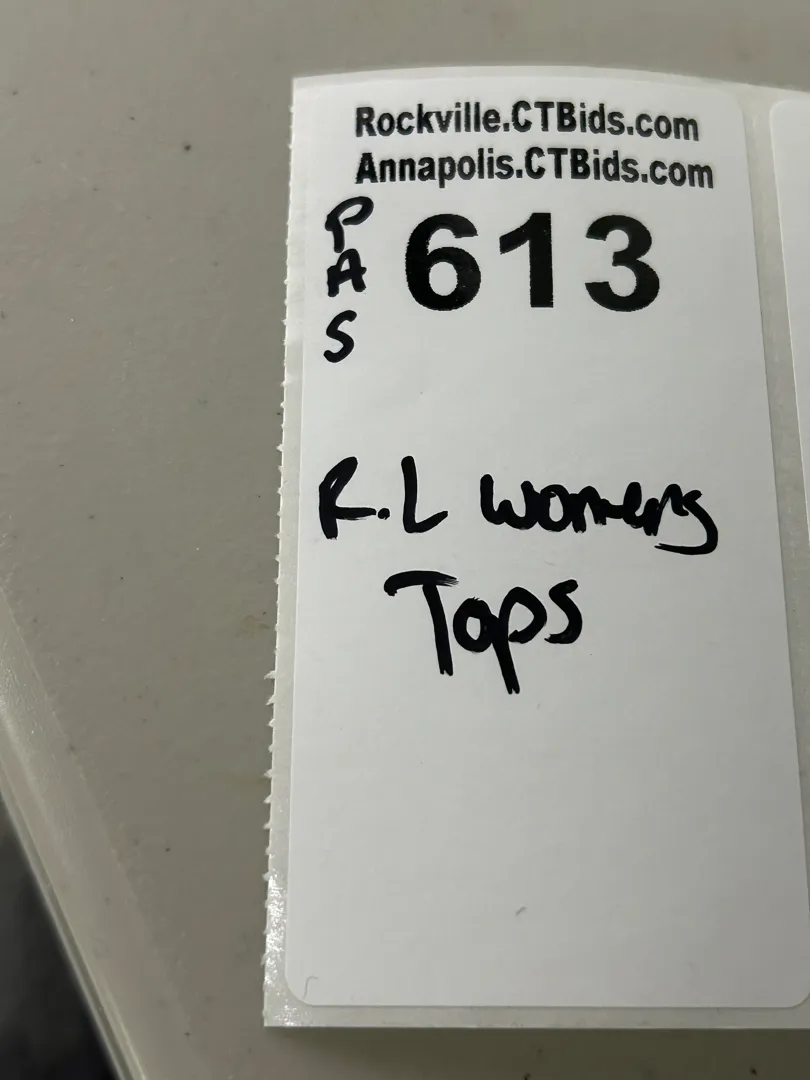 Rockville.CTBids.com
Annapolis.CTBids.com
PAS
613
R.L womens
Tops